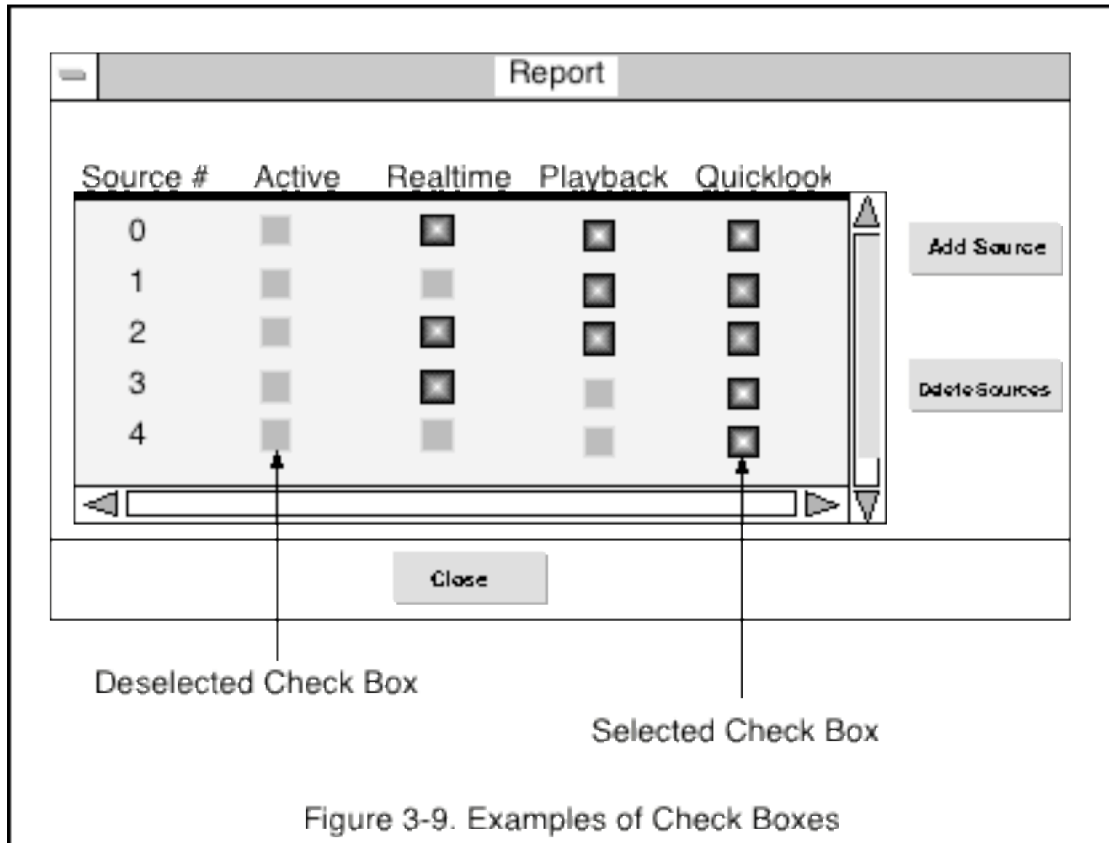 Report
Source # Active Realtime Playback Quicklook
0
Add Source
1
2
3
Delete Sources
4
Close
Deselected Check Box
Selected Check Box
Figure 3-9. Examples of Check Boxes